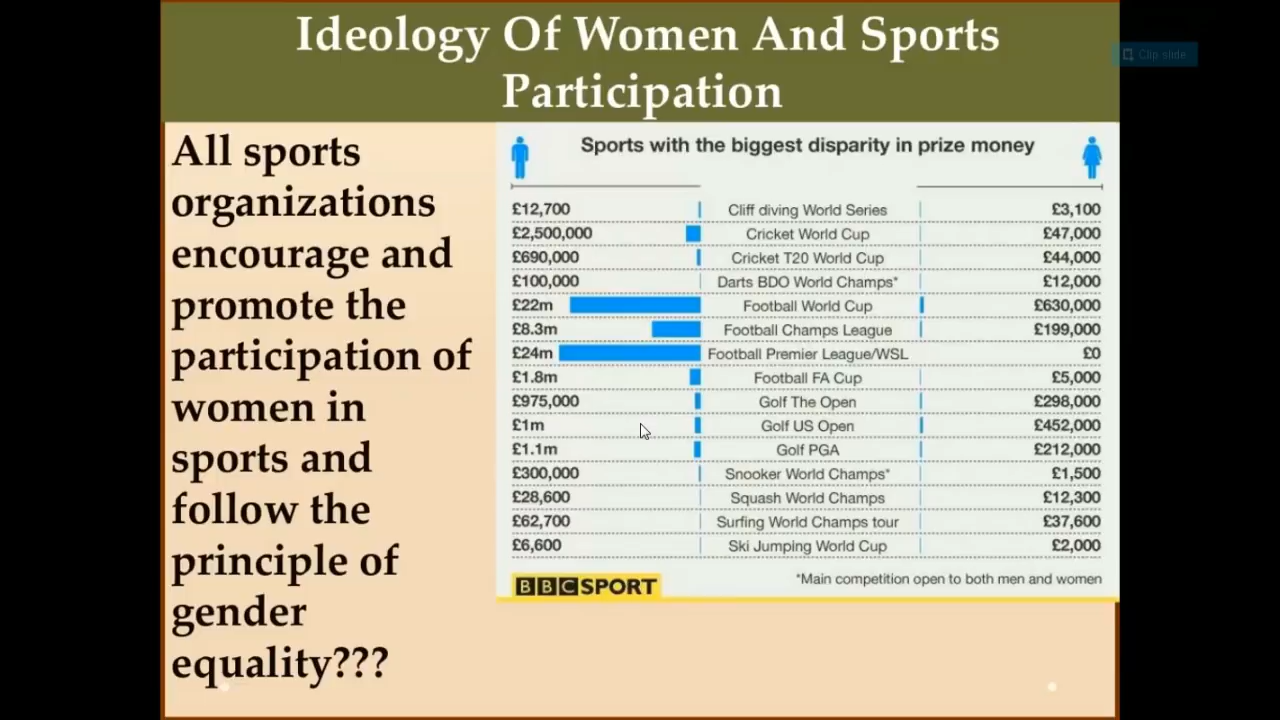 Ideology Of Women And Sports
Participation
Clip slide
All sports
organizations
encourage and
promote the
participation of
women in
sports and
follow the
principle of
gender
equality???
Sports with the biggest disparity in prize money
£12,700 Cliff diving World Series £3,100
£2,500,000 Cricket World Cup £47,000
£690,000 Cricket T20 World Cup £44,000
£100,000 Darts BDO World Champs* £12,000
£22m Football World Cup £630,000
£8.3m Football Champs League £199,000
£24m Football Premier League/WSL £0
£1.8m Football FA Cup £5,000
£975,000 Golf The Open £298,000
£1m Golf US Open £452,000
£1.1m Golf PGA £212,000
£300,000 Snooker World Champs* £1,500
£28,600 Squash World Champs £12,300
£62,700 Surfing World Champs tour £37,600
£6,600 Ski Jumping World Cup £2,000
BBC SPORT
*Main competition open to both men and women